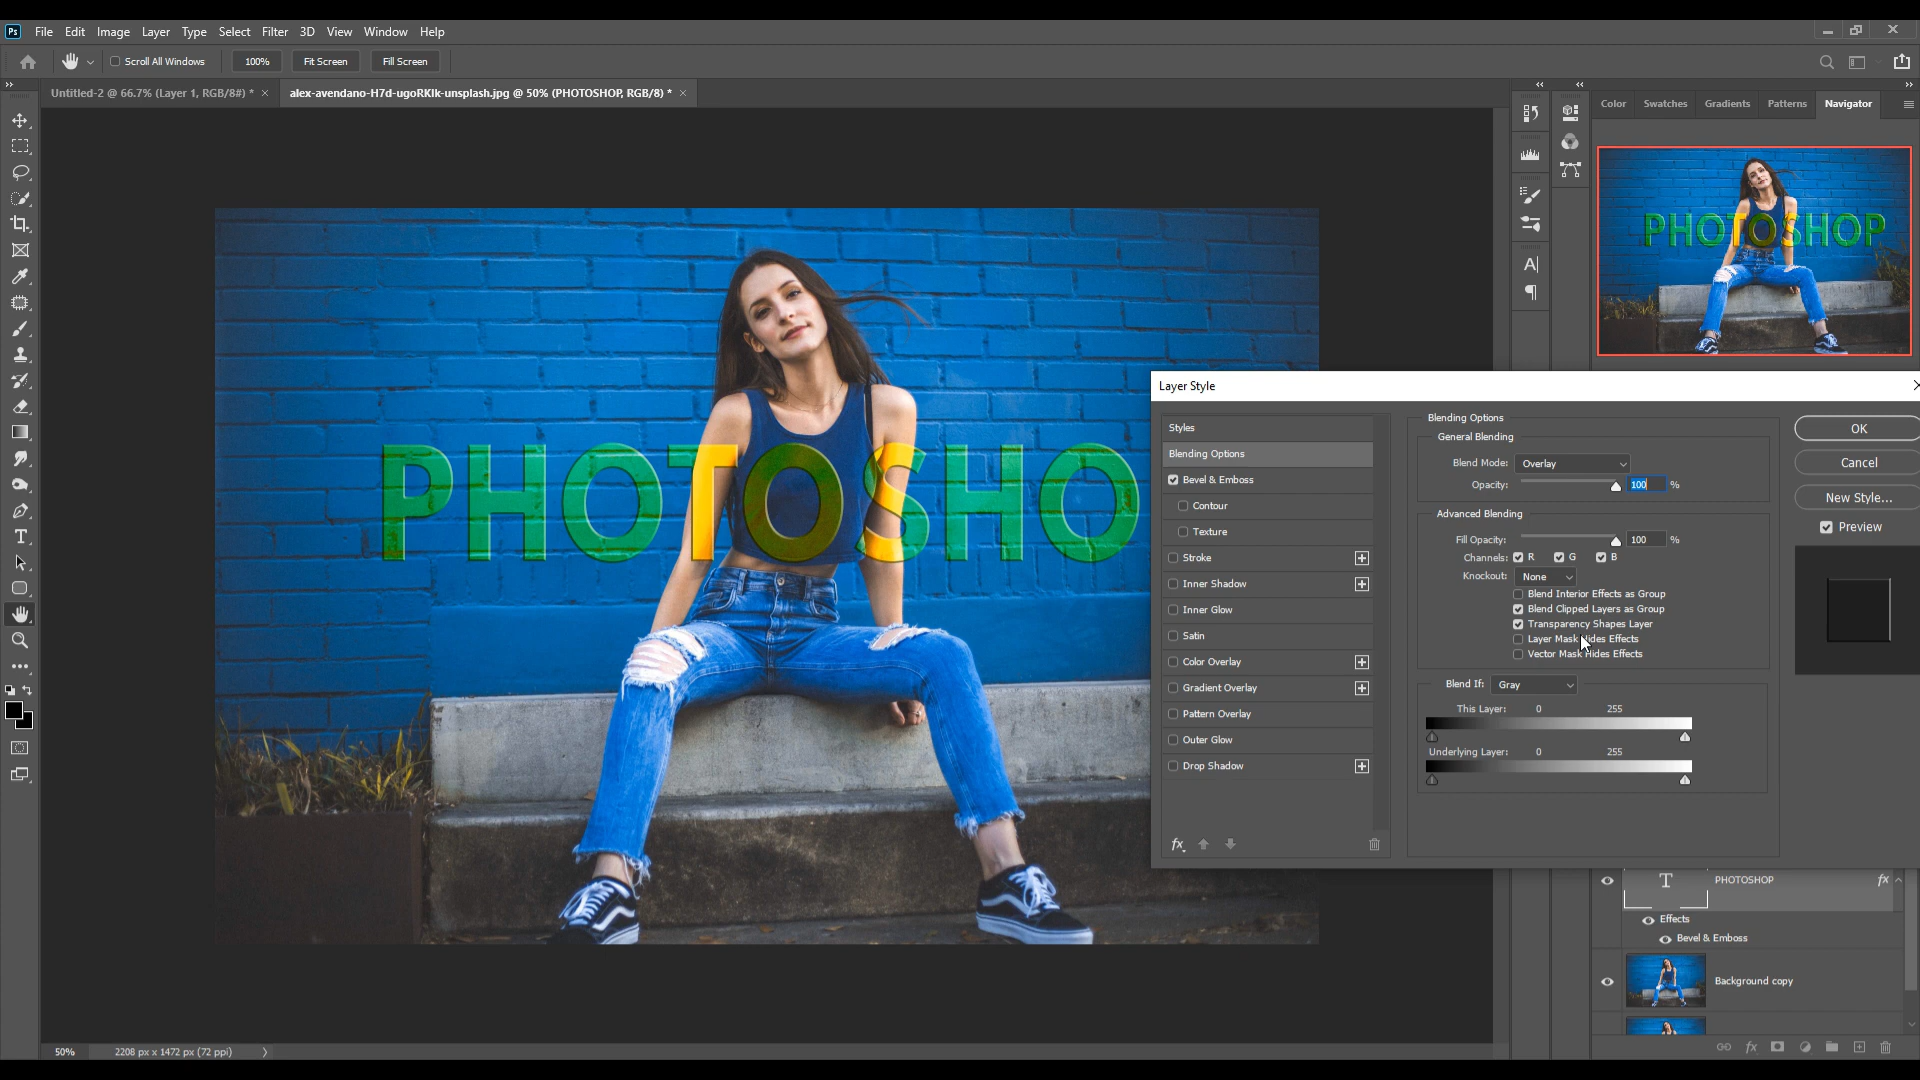 Ps File Edit Image Layer Type Select Filter 3D View Window Help
Scroll All Windows 100% Fit Screen Fill Screen
Untitled-2 @ 66.7% (Layer 1, RGB/8#) * × alex-avendano-H7d-ugoRKlk-unsplash.jpg @ 50% (PHOTOSHOP, RGB/8) * ×
Color Swatches Gradients Patterns Navigator
PHOTOSHOP
PHOTOSHO
Layer Style
Styles
Blending Options
Bevel & Emboss
Contour
Texture
Stroke
Inner Shadow
Inner Glow
Satin
Color Overlay
Gradient Overlay
Pattern Overlay
Outer Glow
Drop Shadow
fx
Blending Options
General Blending
Blend Mode: Overlay
Opacity: 100 %
Advanced Blending
Fill Opacity: 100 %
Channels: R G B
Knockout: None
Blend Interior Effects as Group
Blend Clipped Layers as Group
Transparency Shapes Layer
Layer Mask Hides Effects
Vector Mask Hides Effects
Blend If: Gray
This Layer: 0 255
Underlying Layer: 0 255
OK
Cancel
New Style...
Preview
T PHOTOSHOP fx
Effects
Bevel & Emboss
Background copy
fx
50% 2208 px x 1472 px (72 ppi)